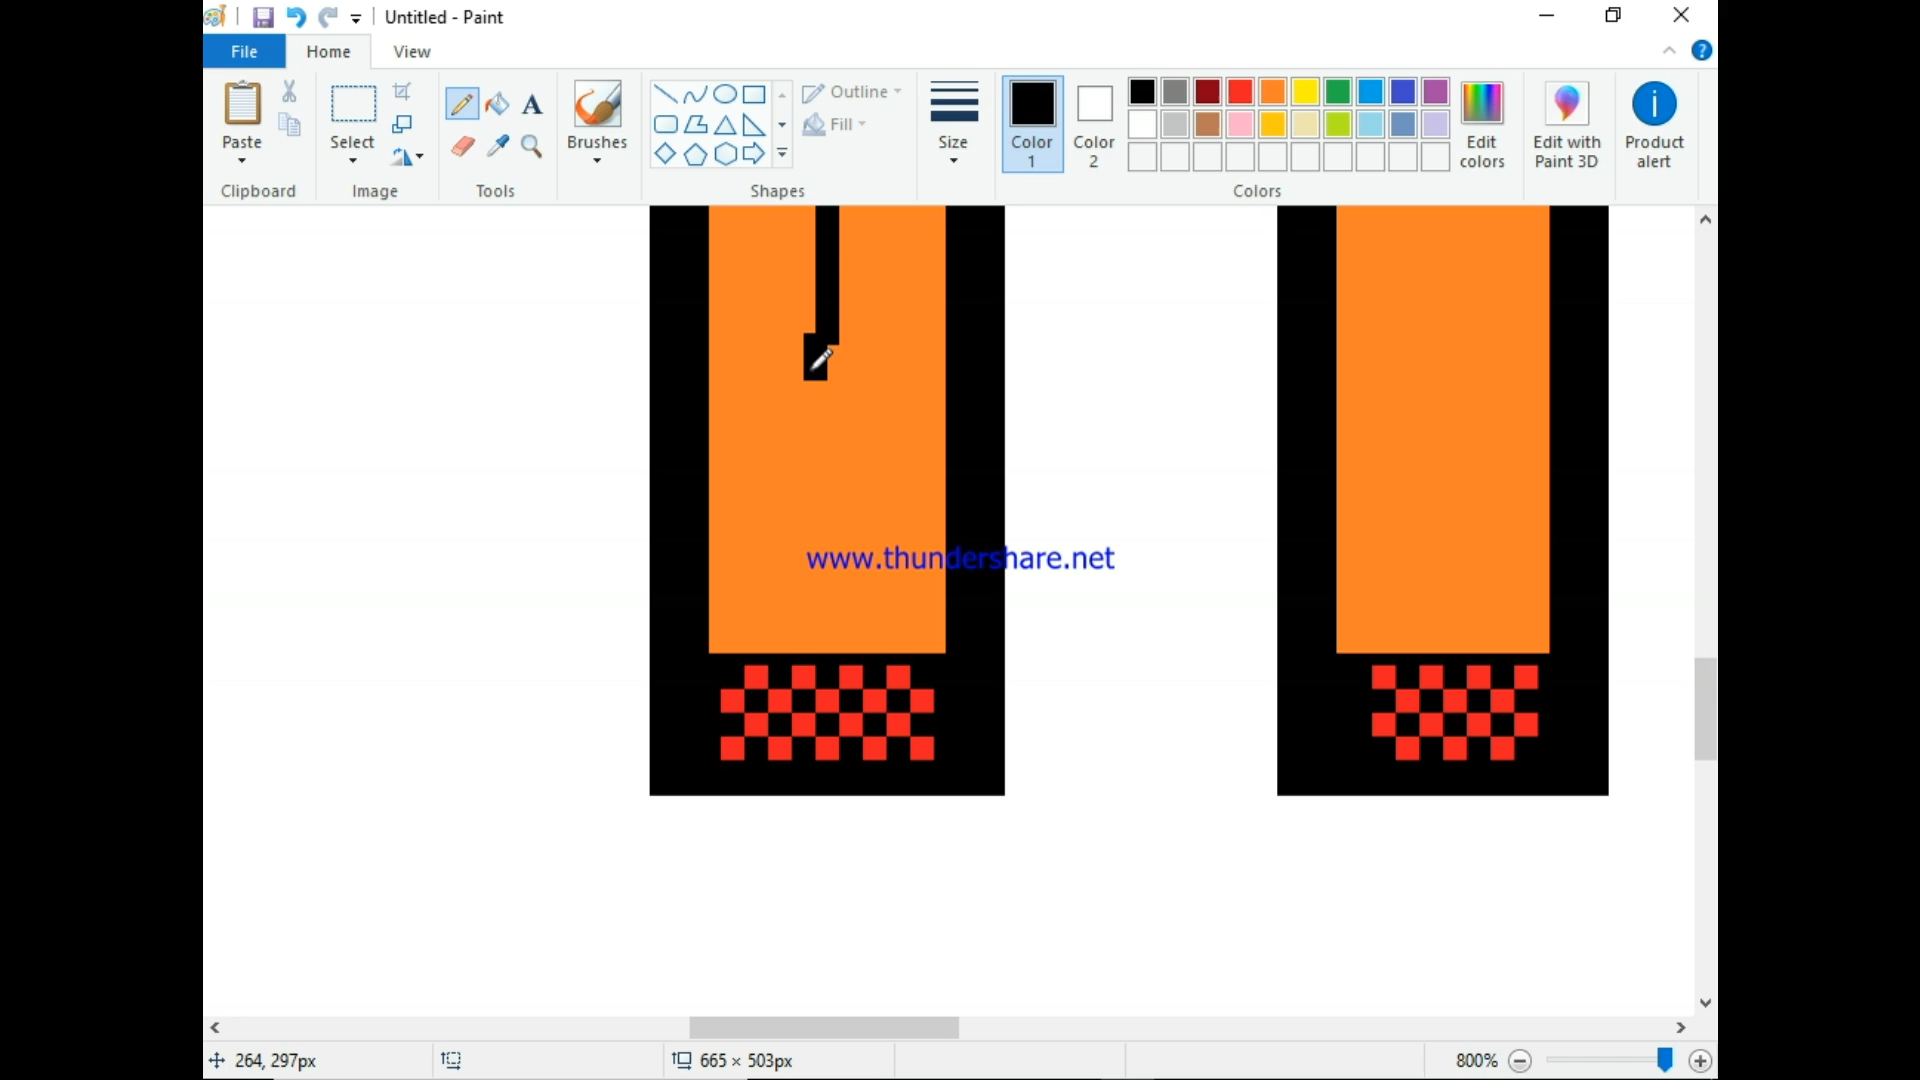 Untitled - Paint
File
Home
View
Paste
Clipboard
Select
Image
Tools
A
Brushes
Shapes
Outline
Fill
Size
Color
1
Color
2
Colors
Edit
colors
Edit with
Paint 3D
Product
alert
www.thundershare.net
264, 297px
665 × 503px
800%